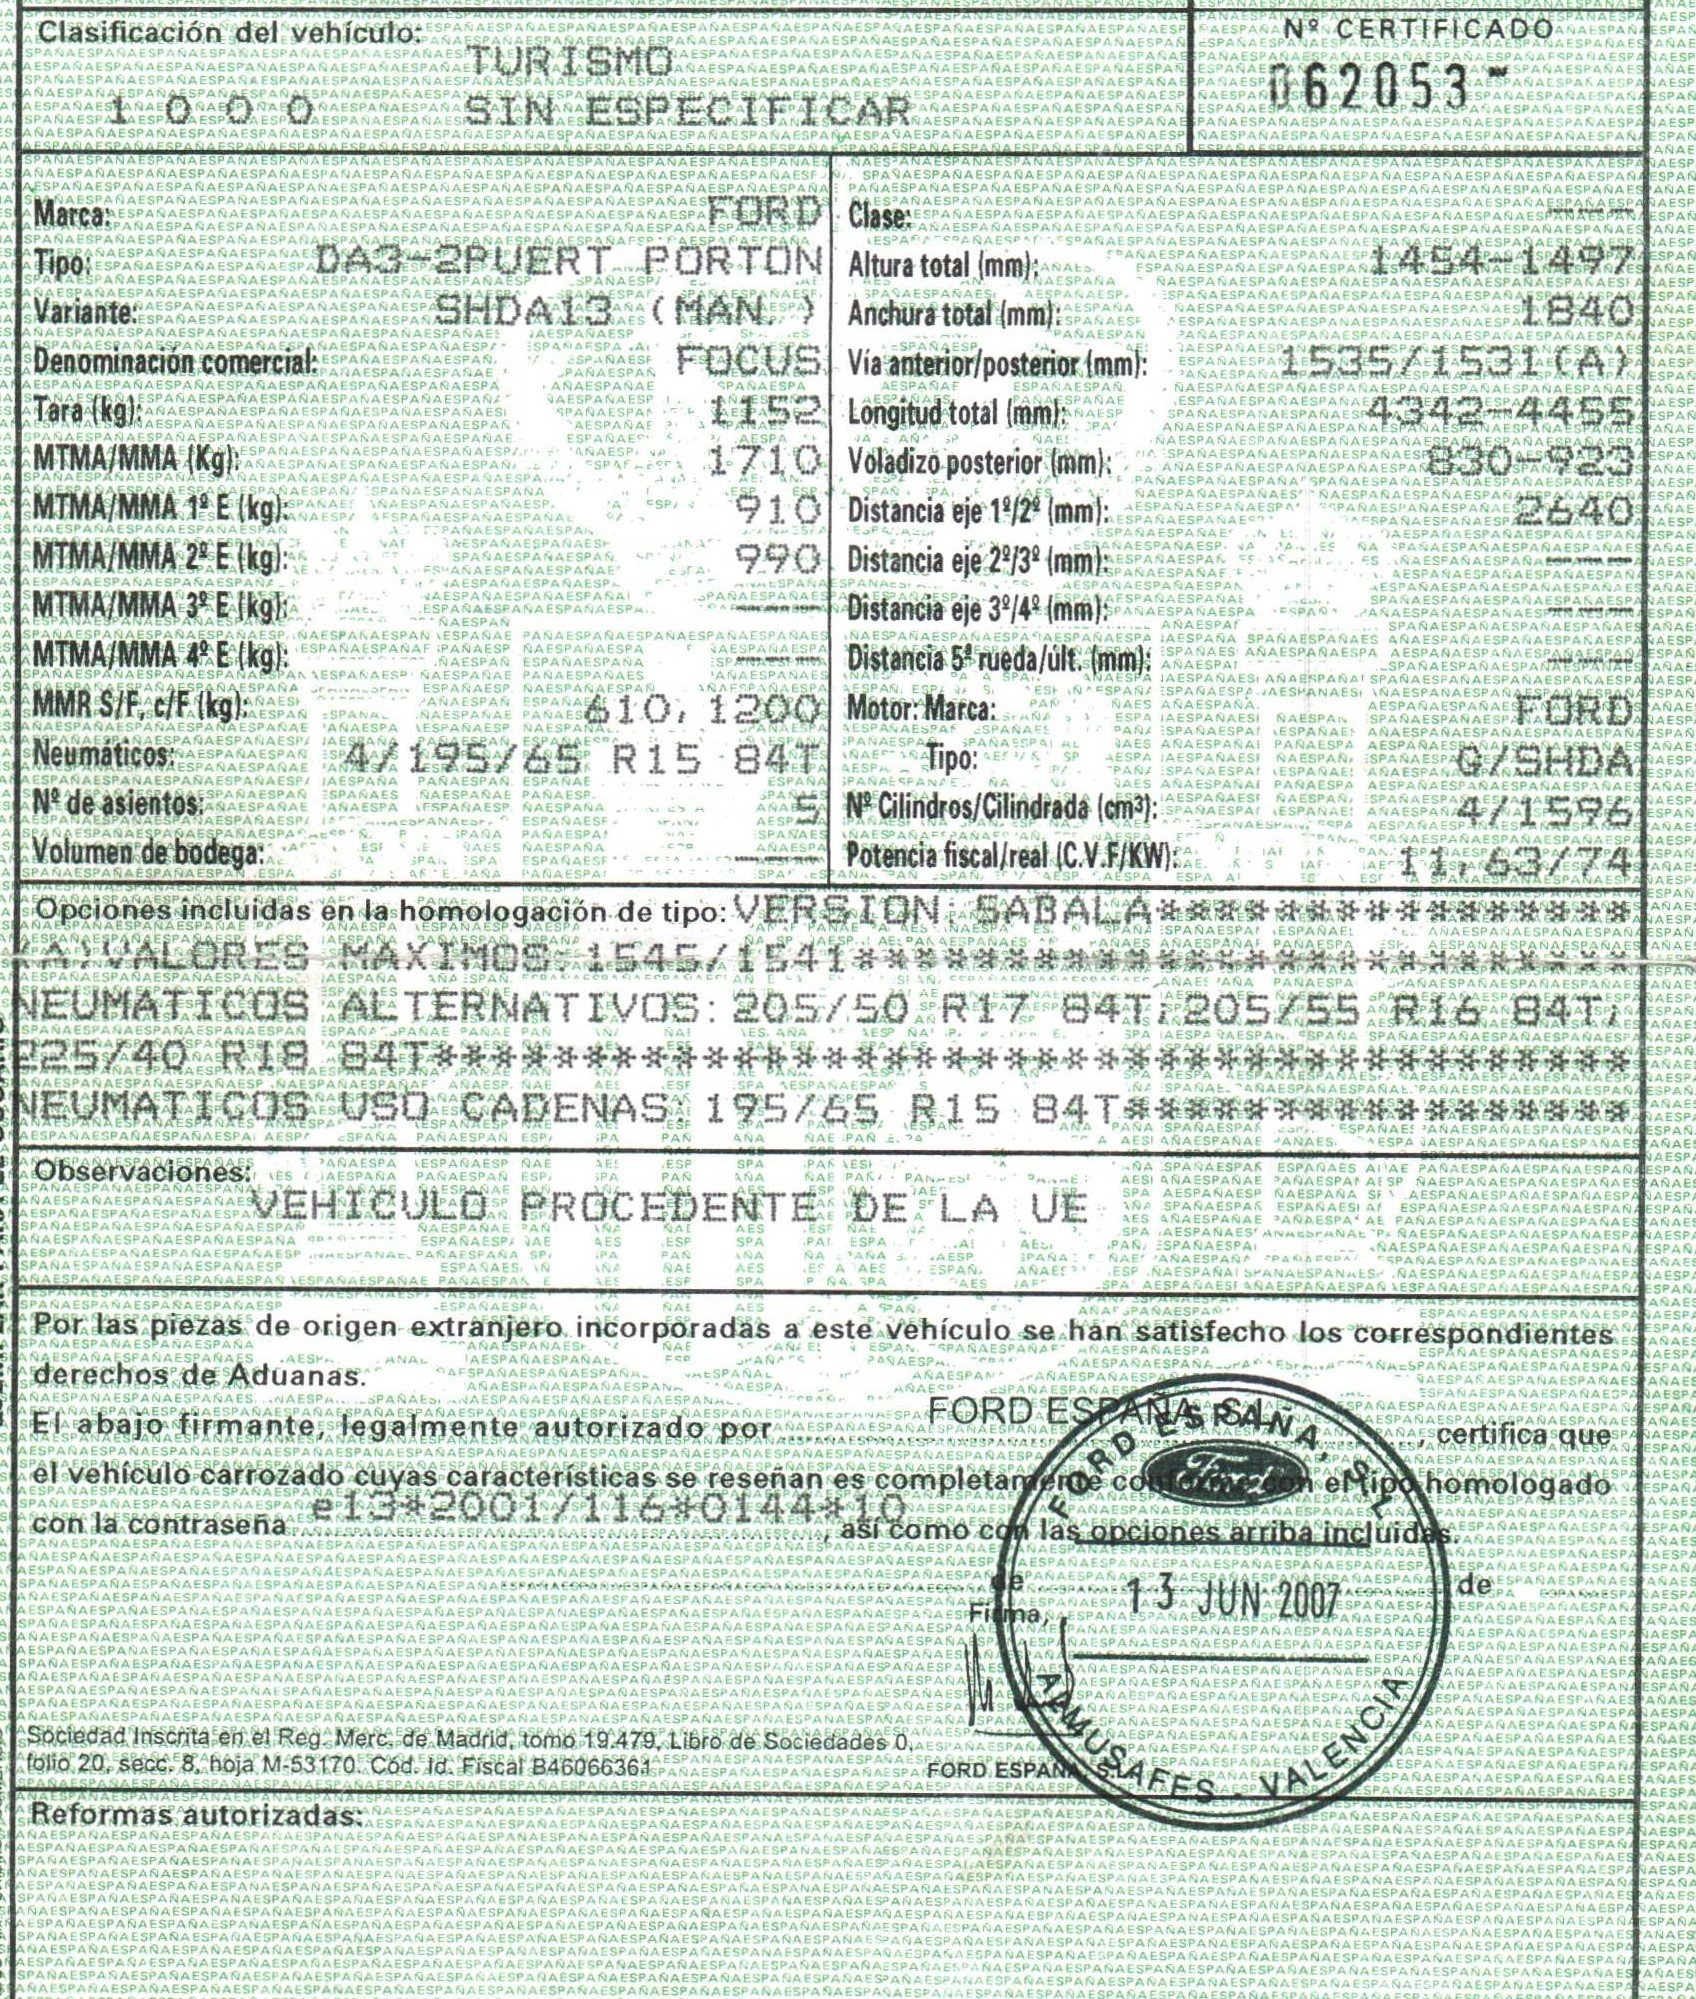 Clasificación del vehículo:
TURISMO
1 0 0 0 SIN ESPECIFICAR
Nº CERTIFICADO
062053-
Marca: FORD
Tipo: DA3-2PUERT PORTON
Variante: SHDA13 (MAN. )
Denominación comercial: FOCUS
Tara (kg): 1152
MTMA/MMA (Kg): 1710
MTMA/MMA 1º E (kg): 910
MTMA/MMA 2º E (kg): 990
MTMA/MMA 3º E (kg): ---
MTMA/MMA 4º E (kg): ---
MMR S/F, c/F (kg): 610, 1200
Neumáticos: 4/195/65 R15 84T
Nº de asientos: 5
Volumen de bodega: ---
Clase: ---
Altura total (mm): 1454-1497
Anchura total (mm): 1840
Vía anterior/posterior (mm): 1535/1531(A)
Longitud total (mm): 4342-4455
Voladizo posterior (mm): 830-923
Distancia eje 1º/2º (mm): 2640
Distancia eje 2º/3º (mm): ---
Distancia eje 3º/4º (mm): ---
Distancia 5ª rueda/últ. (mm): ---
Motor: Marca: FORD
Tipo: G/SHDA
Nº Cilindros/Cilindrada (cm³): 4/1596
Potencia fiscal/real (C.V.F/KW): 11,63/74
Opciones incluidas en la homologación de tipo: VERSION: SABALA****************
(A)VALORES MAXIMOS: 1545/1541**************************
NEUMATICOS ALTERNATIVOS: 205/50 R17 84T; 205/55 R16 84T;
225/40 R18 84T****************************************
NEUMATICOS USO CADENAS: 195/65 R15 84T*****************
Observaciones:
VEHICULO PROCEDENTE DE LA UE
Por las piezas de origen extranjero incorporadas a este vehículo se han satisfecho los correspondientes
derechos de Aduanas.
El abajo firmante, legalmente autorizado por FORD ESPAÑA, S.L., certifica que
el vehículo carrozado cuyas características se reseñan es completamente conforme con el tipo homologado
con la contraseña e13*2001/116*0144*10, así como con las opciones arriba incluidas.
de de
Firma,
FORD ESPAÑA, S.L.
Ford
13 JUN 2007
ALMUSAFES - VALENCIA
Sociedad Inscrita en el Reg. Merc. de Madrid, tomo 19.479, Libro de Sociedades 0,
folio 20, secc. 8, hoja M-53170. Cód. Id. Fiscal B46066361
FORD ESPAÑA, S.L.
Reformas autorizadas: